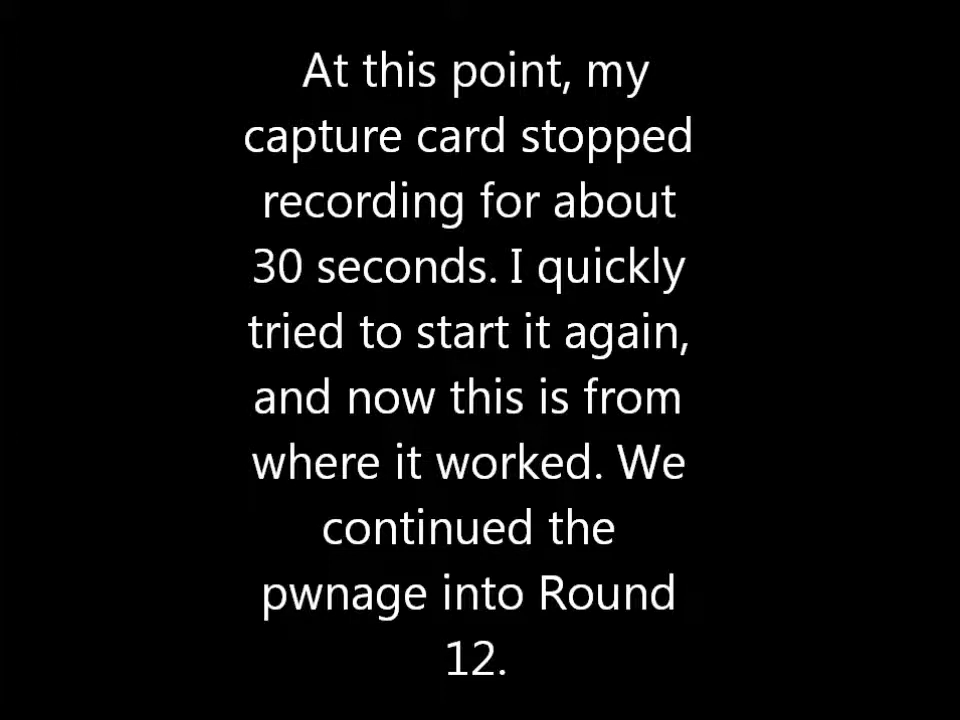 At this point, my
capture card stopped
recording for about
30 seconds. I quickly
tried to start it again,
and now this is from
where it worked. We
continued the
pwnage into Round
12.